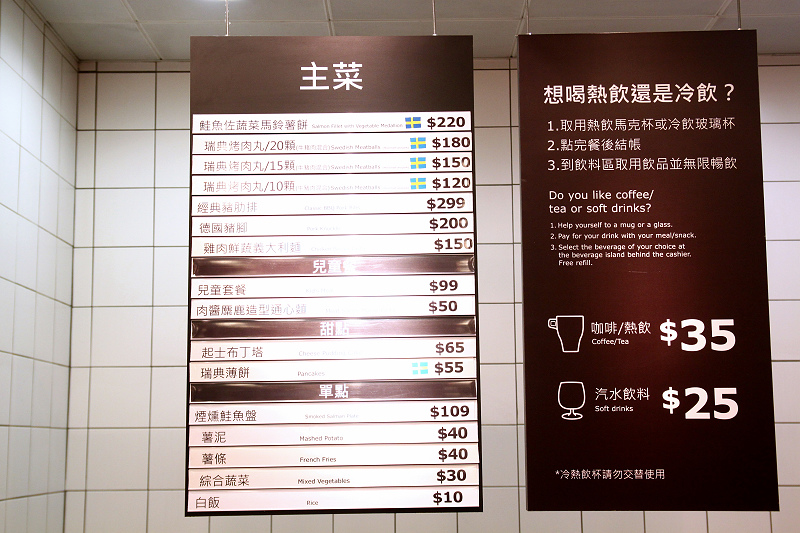 主菜
鮭魚佐蔬菜馬鈴薯餅 Salmon Fillet with Vegetable Medallion $220
瑞典烤肉丸/20顆 Swedish Meatballs $180
瑞典烤肉丸/15顆 Swedish Meatballs $150
瑞典烤肉丸/10顆 Swedish Meatballs $120
經典豬肋排 $299
德國豬腳 $200
雞肉鮮蔬義大利麵 $150
兒童餐
兒童套餐 $99
肉醬麋鹿造型通心麵 $50
甜點
起士布丁塔 $65
瑞典薄餅 Pancakes $55
單點
煙燻鮭魚盤 Smoked Salmon Plate $109
薯泥 Mashed Potato $40
薯條 French Fries $40
綜合蔬菜 Mixed Vegetables $30
白飯 Rice $10
想喝熱飲還是冷飲？
1.取用熱飲馬克杯或冷飲玻璃杯
2.點完餐後結帳
3.到飲料區取用飲品並無限暢飲
Do you like coffee/
tea or soft drinks?
1. Help yourself to a mug or a glass.
2. Pay for your drink with your meal/snack.
3. Select the beverage of your choice at
the beverage island behind the cashier.
Free refill.
咖啡/熱飲 $35
Coffee/Tea
汽水飲料 $25
Soft drinks
*冷熱飲杯請勿交替使用